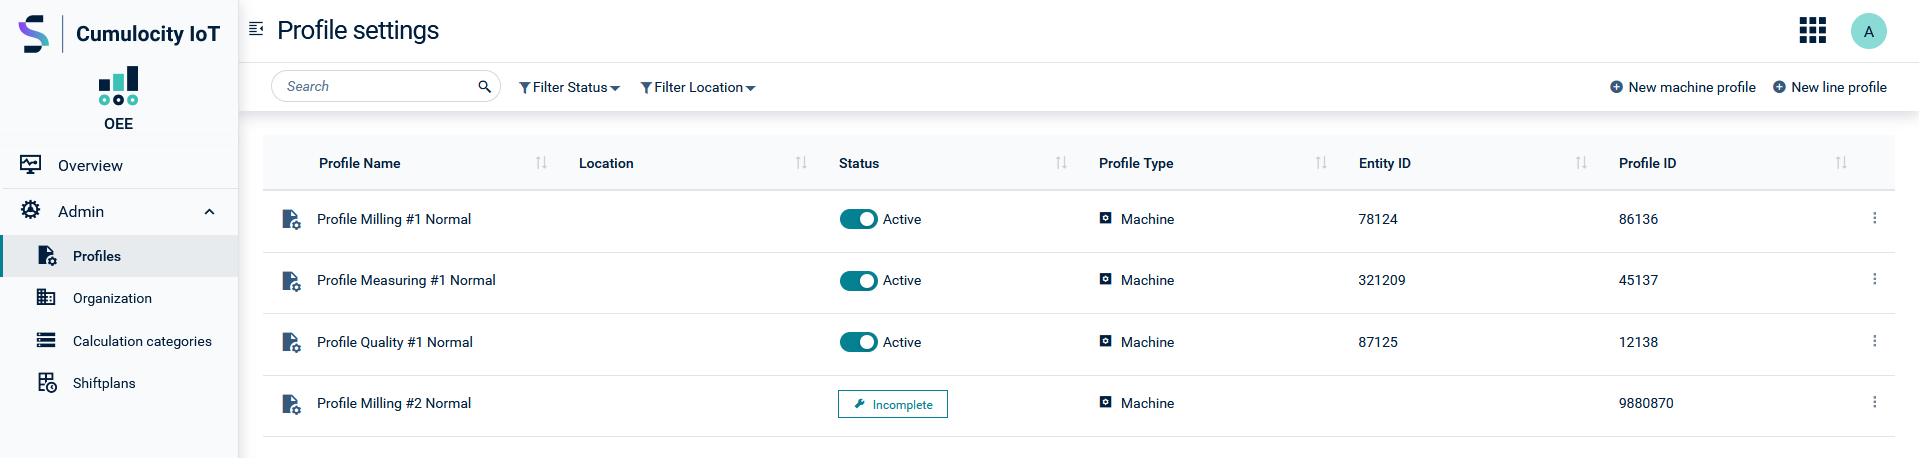 Cumulocity IoT
OEE
Overview
Admin
Profiles
Organization
Calculation categories
Shiftplans
Profile settings
A
Search
Filter Status
Filter Location
New machine profile
New line profile
Profile Name Location Status Profile Type Entity ID Profile ID
Profile Milling #1 Normal Active Machine 78124 86136
Profile Measuring #1 Normal Active Machine 321209 45137
Profile Quality #1 Normal Active Machine 87125 12138
Profile Milling #2 Normal Incomplete Machine 9880870